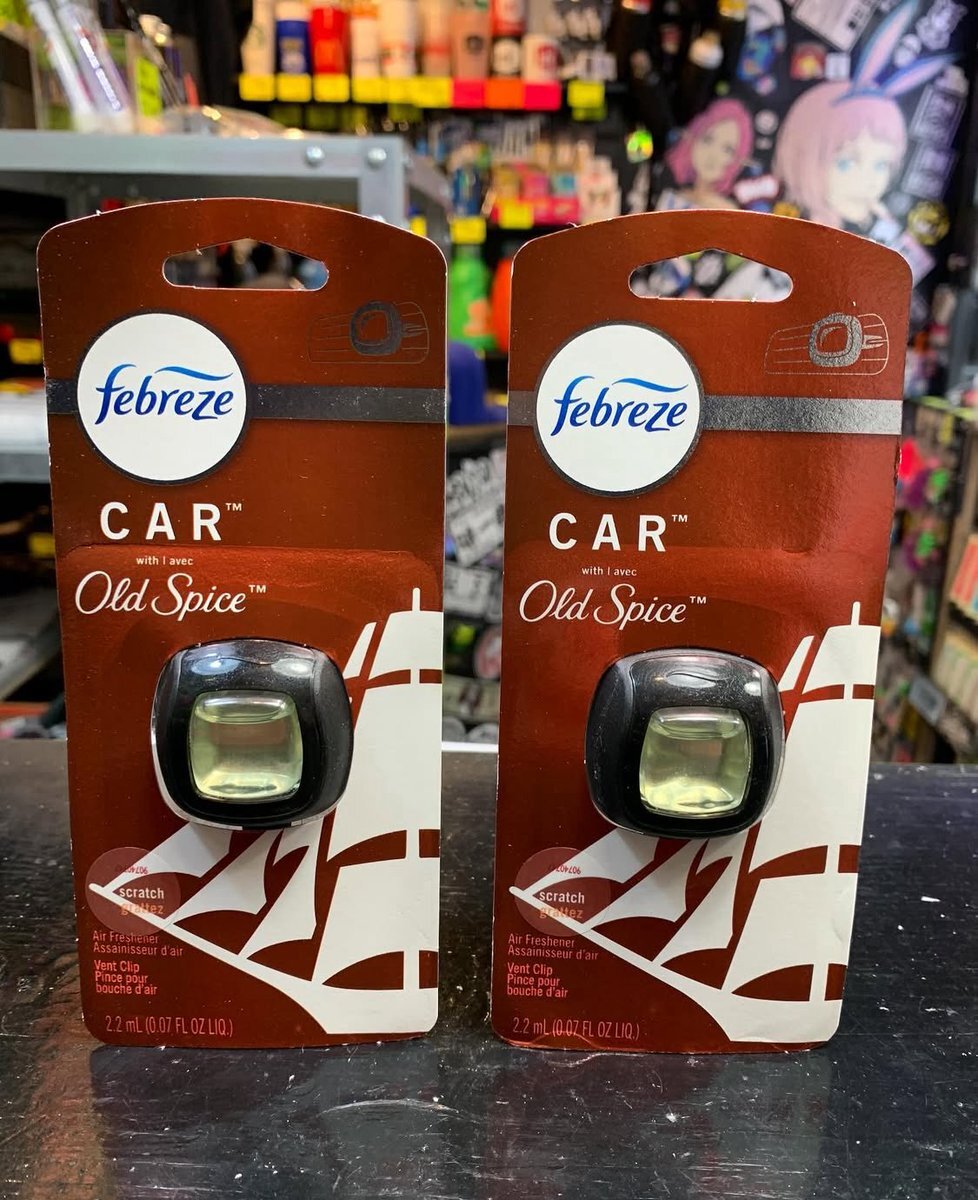 febreze
CAR™
with | avec
Old Spice™
scratch
grattez
Air Freshener
Assainisseur d'air
Vent Clip
Pince pour
bouche d'air
2.2 mL (0.07 FL OZ LIQ.)
febreze
CAR™
with | avec
Old Spice™
scratch
grattez
Air Freshener
Assainisseur d'air
Vent Clip
Pince pour
bouche d'air
2.2 mL (0.07 FL OZ LIQ.)